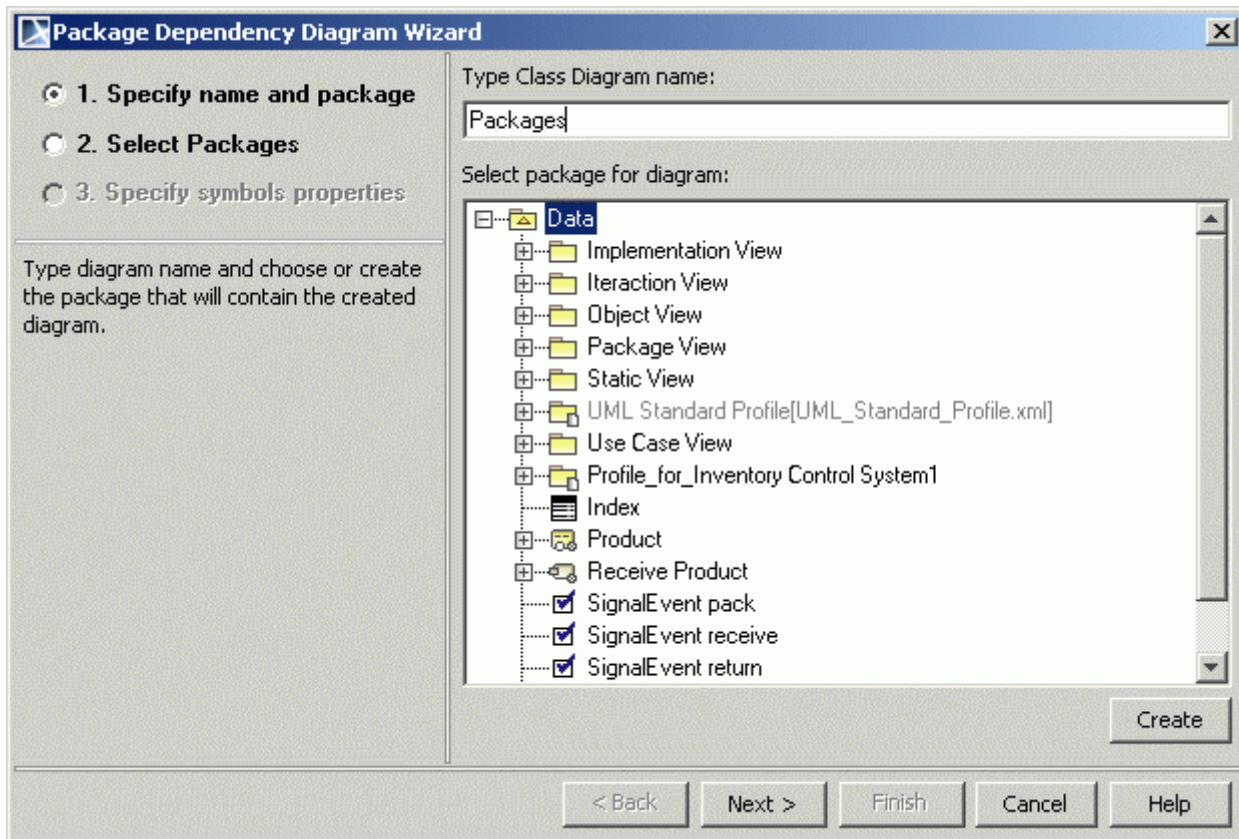 Package Dependency Diagram Wizard
1. Specify name and package
2. Select Packages
3. Specify symbols properties
Type diagram name and choose or create
the package that will contain the created
diagram.
Type Class Diagram name:
Packages
Select package for diagram:
Data
Implementation View
Iteraction View
Object View
Package View
Static View
UML Standard Profile[UML_Standard_Profile.xml]
Use Case View
Profile_for_Inventory Control System1
Index
Product
Receive Product
SignalEvent pack
SignalEvent receive
SignalEvent return
Create
< Back
Next >
Finish
Cancel
Help